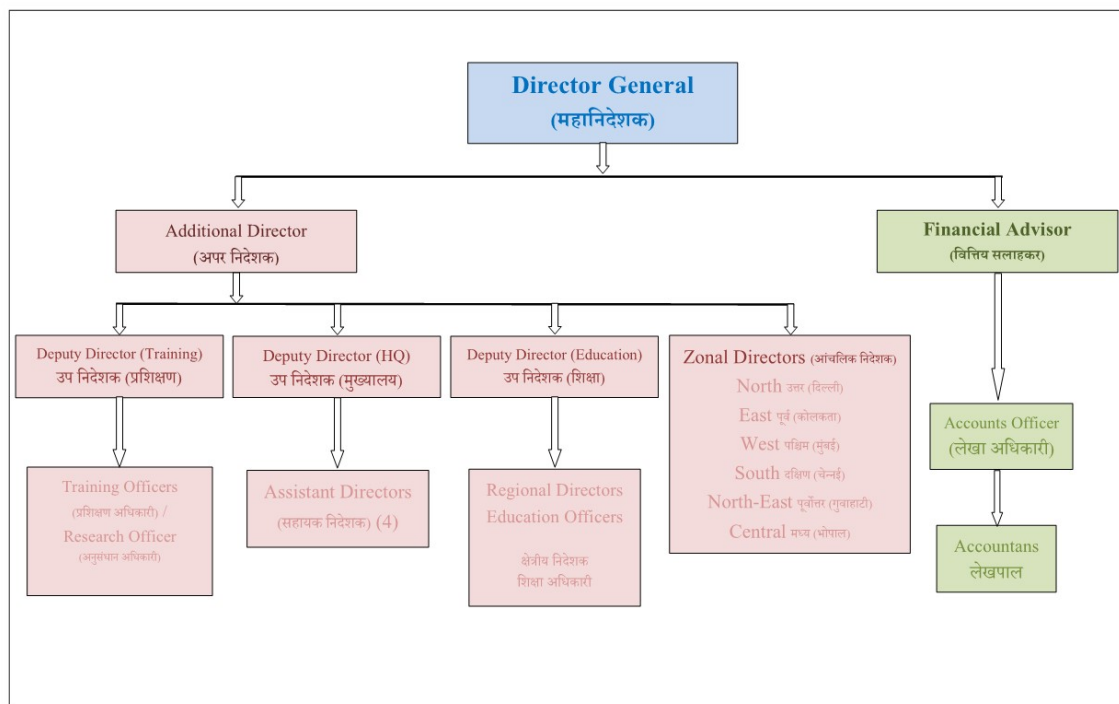 Director General
(महानिदेशक)
Additional Director
(अपर निदेशक)
Financial Advisor
(वित्तिय सलाहकर)
Deputy Director (Training)
उप निदेशक (प्रशिक्षण)
Deputy Director (HQ)
उप निदेशक (मुख्यालय)
Deputy Director (Education)
उप निदेशक (शिक्षा)
Zonal Directors (आंचलिक निदेशक)
North उत्तर (दिल्ली)
East पूर्व (कोलकता)
West पश्चिम (मुंबई)
South दक्षिण (चेन्नई)
North-East पूर्वोत्तर (गुवाहाटी)
Central मध्य (भोपाल)
Accounts Officer
(लेखा अधिकारी)
Training Officers
(प्रशिक्षण अधिकारी) /
Research Officer
(अनुसंधान अधिकारी)
Assistant Directors
(सहायक निदेशक) (4)
Regional Directors
Education Officers
क्षेत्रीय निदेशक
शिक्षा अधिकारी
Accountans
लेखपाल